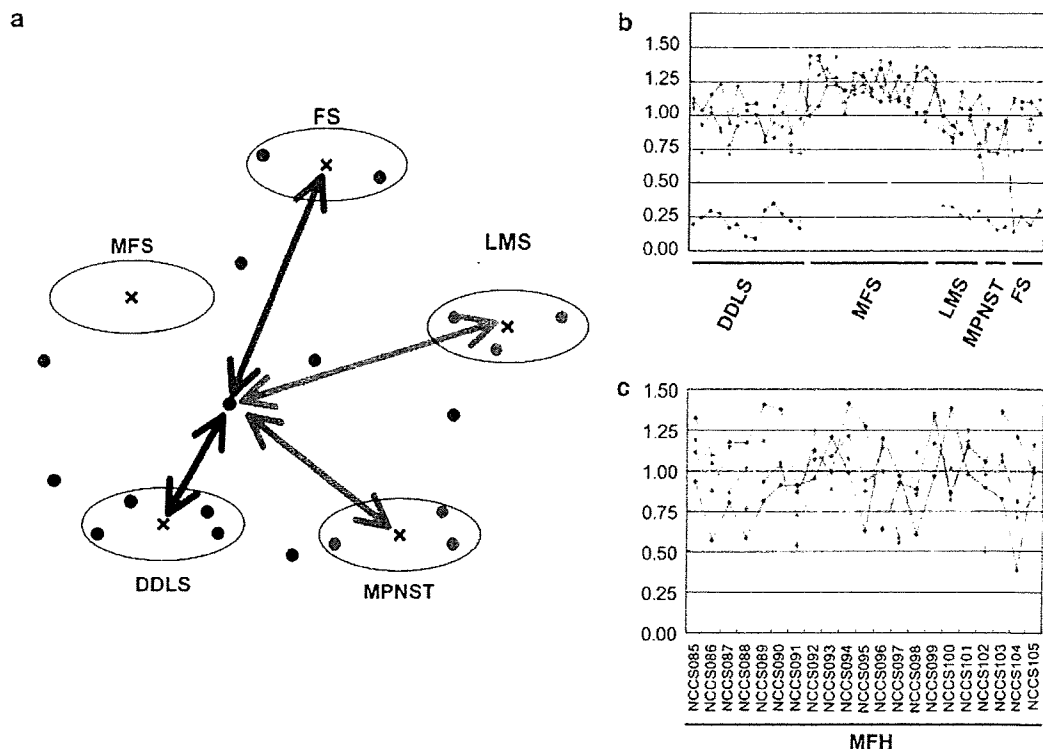 a
FS
MFS
LMS
DDLS
MPNST
b
1.50
1.25
1.00
0.75
0.50
0.25
0.00
DDLS
MFS
LMS
MPNST
FS
c
1.50
1.25
1.00
0.75
0.50
0.25
0.00
NCCS085
NCCS086
NCCS087
NCCS088
NCCS089
NCCS090
NCCS091
NCCS092
NCCS093
NCCS094
NCCS095
NCCS096
NCCS097
NCCS098
NCCS099
NCCS100
NCCS101
NCCS102
NCCS103
NCCS104
NCCS105
MFH